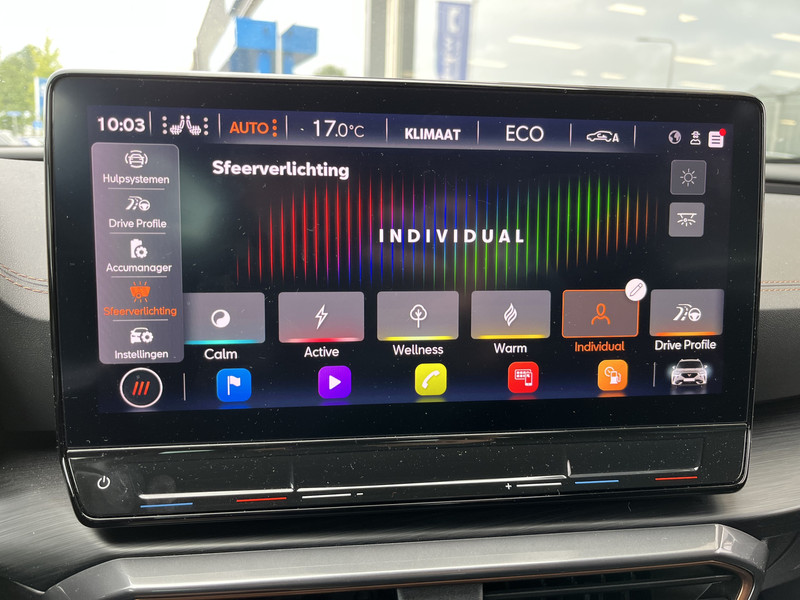 10:03
AUTO
17.0°C
KLIMAAT
ECO
A
Sfeerverlichting
Hulpsystemen
Drive Profile
Accumanager
Sfeerverlichting
Instellingen
INDIVIDUAL
Calm
Active
Wellness
Warm
Individual
Drive Profile
- +